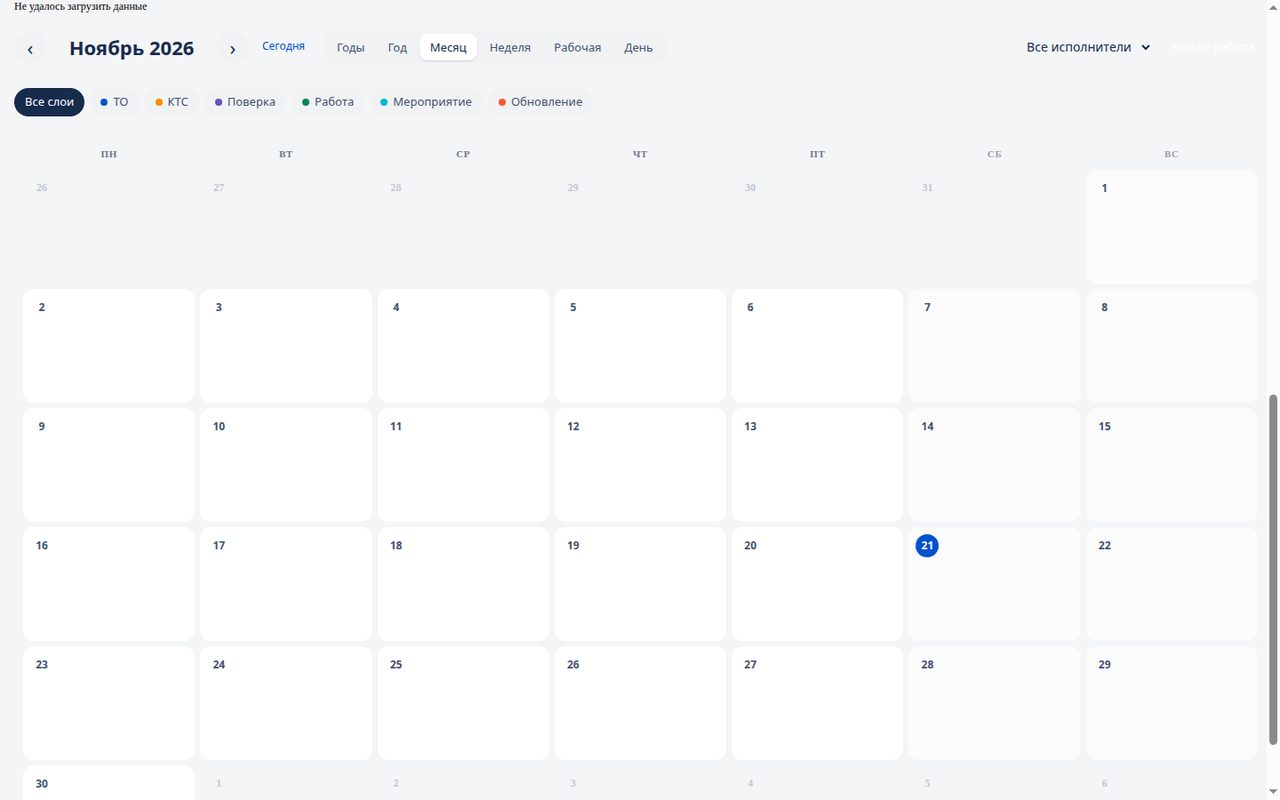 Не удалось загрузить данные
‹ Ноябрь 2026 › Сегодня Годы Год Месяц Неделя Рабочая День Все исполнители Новая работа
Все слои ТО КТС Поверка Работа Мероприятие Обновление
ПН ВТ СР ЧТ ПТ СБ ВС
26 27 28 29 30 31 1
2 3 4 5 6 7 8
9 10 11 12 13 14 15
16 17 18 19 20 21 22
23 24 25 26 27 28 29
30 1 2 3 4 5 6